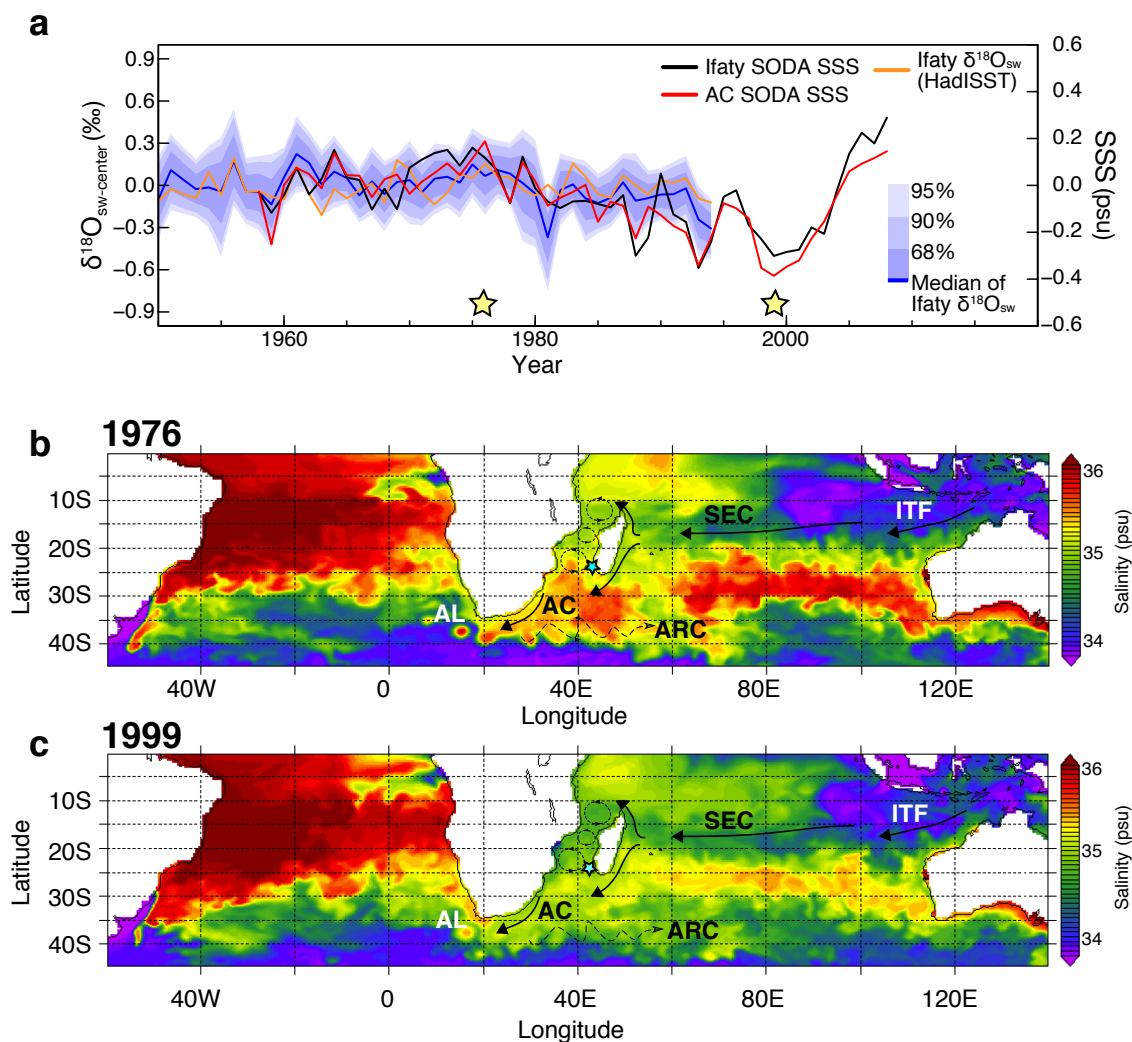 a
0.9
0.6
0.3
0.0
−0.3
−0.6
−0.9
δ¹⁸Osw-center (‰)
Ifaty SODA SSS
AC SODA SSS
Ifaty δ¹⁸Osw
(HadISST)
0.6
0.4
0.2
0.0
−0.2
−0.4
−0.6
SSS (psu)
95%
90%
68%
Median of
Ifaty δ¹⁸Osw
1960
1980
2000
Year
b
1976
10S
20S
30S
40S
Latitude
SEC
ITF
AC
AL
ARC
40W
0
40E
80E
120E
Longitude
36
35
34
Salinity (psu)
c
1999
10S
20S
30S
40S
Latitude
SEC
ITF
AC
AL
ARC
40W
0
40E
80E
120E
Longitude
36
35
34
Salinity (psu)